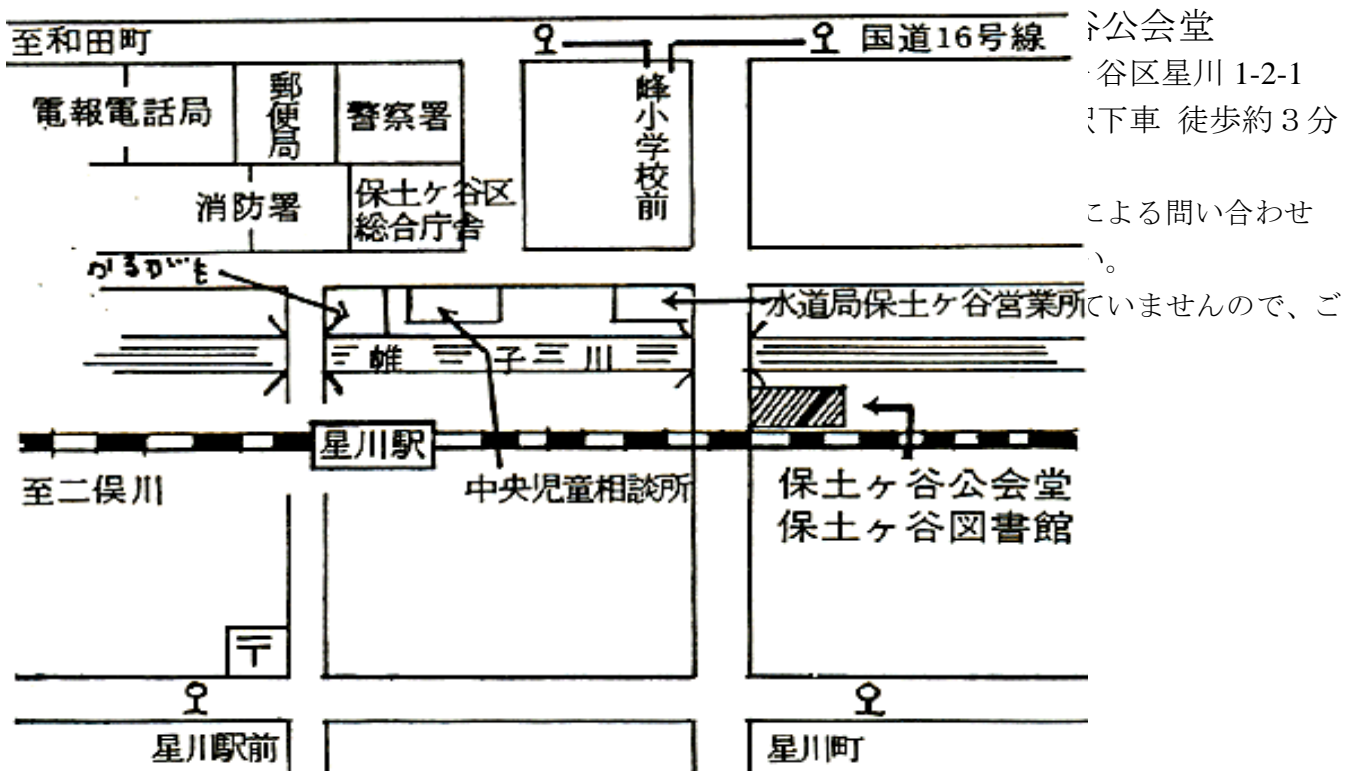 至和田町
国道16号線
谷公会堂
谷区星川 1-2-1
下車 徒歩約３分
による問い合わせ
い。
ていませんので、ご
電報電話局
郵便局
警察署
峰小学校前
消防署
保土ヶ谷区
総合庁舎
かるがも
水道局保土ヶ谷営業所
帷子川
星川駅
至二俣川
中央児童相談所
保土ヶ谷公会堂
保土ヶ谷図書館
〒
星川駅前
星川町